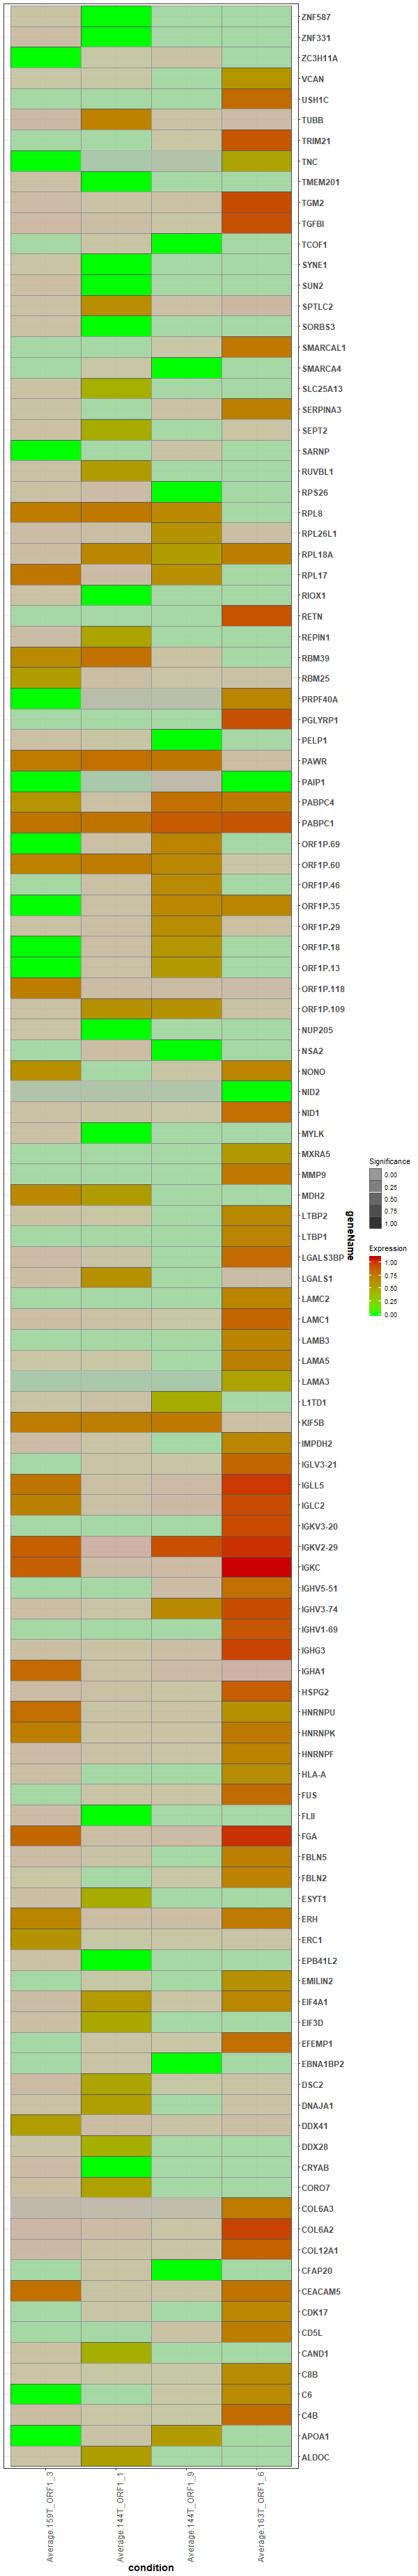 ZNF587
ZNF331
ZC3H11A
VCAN
USH1C
TUBB
TRIM21
TNC
TMEM201
TGM2
TGFBI
TCOF1
SYNE1
SUN2
SPTLC2
SORBS3
SMARCAL1
SMARCA4
SLC25A13
SERPINA3
SEPT2
SARNP
RUVBL1
RPS26
RPL8
RPL26L1
RPL18A
RPL17
RIOX1
RETN
REPIN1
RBM39
RBM25
PRPF40A
PGLYRP1
PELP1
PAWR
PAIP1
PABPC4
PABPC1
ORF1P.69
ORF1P.60
ORF1P.46
ORF1P.35
ORF1P.29
ORF1P.18
ORF1P.13
ORF1P.118
ORF1P.109
NUP205
NSA2
NONO
NID2
NID1
MYLK
MXRA5
MMP9
MDH2
LTBP2
LTBP1
LGALS3BP
LGALS1
LAMC2
LAMC1
LAMB3
LAMA5
LAMA3
L1TD1
KIF5B
IMPDH2
IGLV3-21
IGLL5
IGLC2
IGKV3-20
IGKV2-29
IGKC
IGHV5-51
IGHV3-74
IGHV1-69
IGHG3
IGHA1
HSPG2
HNRNPU
HNRNPK
HNRNPF
HLA-A
FUS
FLII
FGA
FBLN5
FBLN2
ESYT1
ERH
ERC1
EPB41L2
EMILIN2
EIF4A1
EIF3D
EFEMP1
EBNA1BP2
DSC2
DNAJA1
DDX41
DDX28
CRYAB
CORO7
COL6A3
COL6A2
COL12A1
CFAP20
CEACAM5
CDK17
CD5L
CAND1
C8B
C6
C4B
APOA1
ALDOC
geneName
Significance
0.00
0.25
0.50
0.75
1.00
Expression
1.00
0.75
0.50
0.25
0.00
Average.159T_ORF1_3
Average.144T_ORF1_1
Average.144T_ORF1_9
Average.163T_ORF1_6
condition